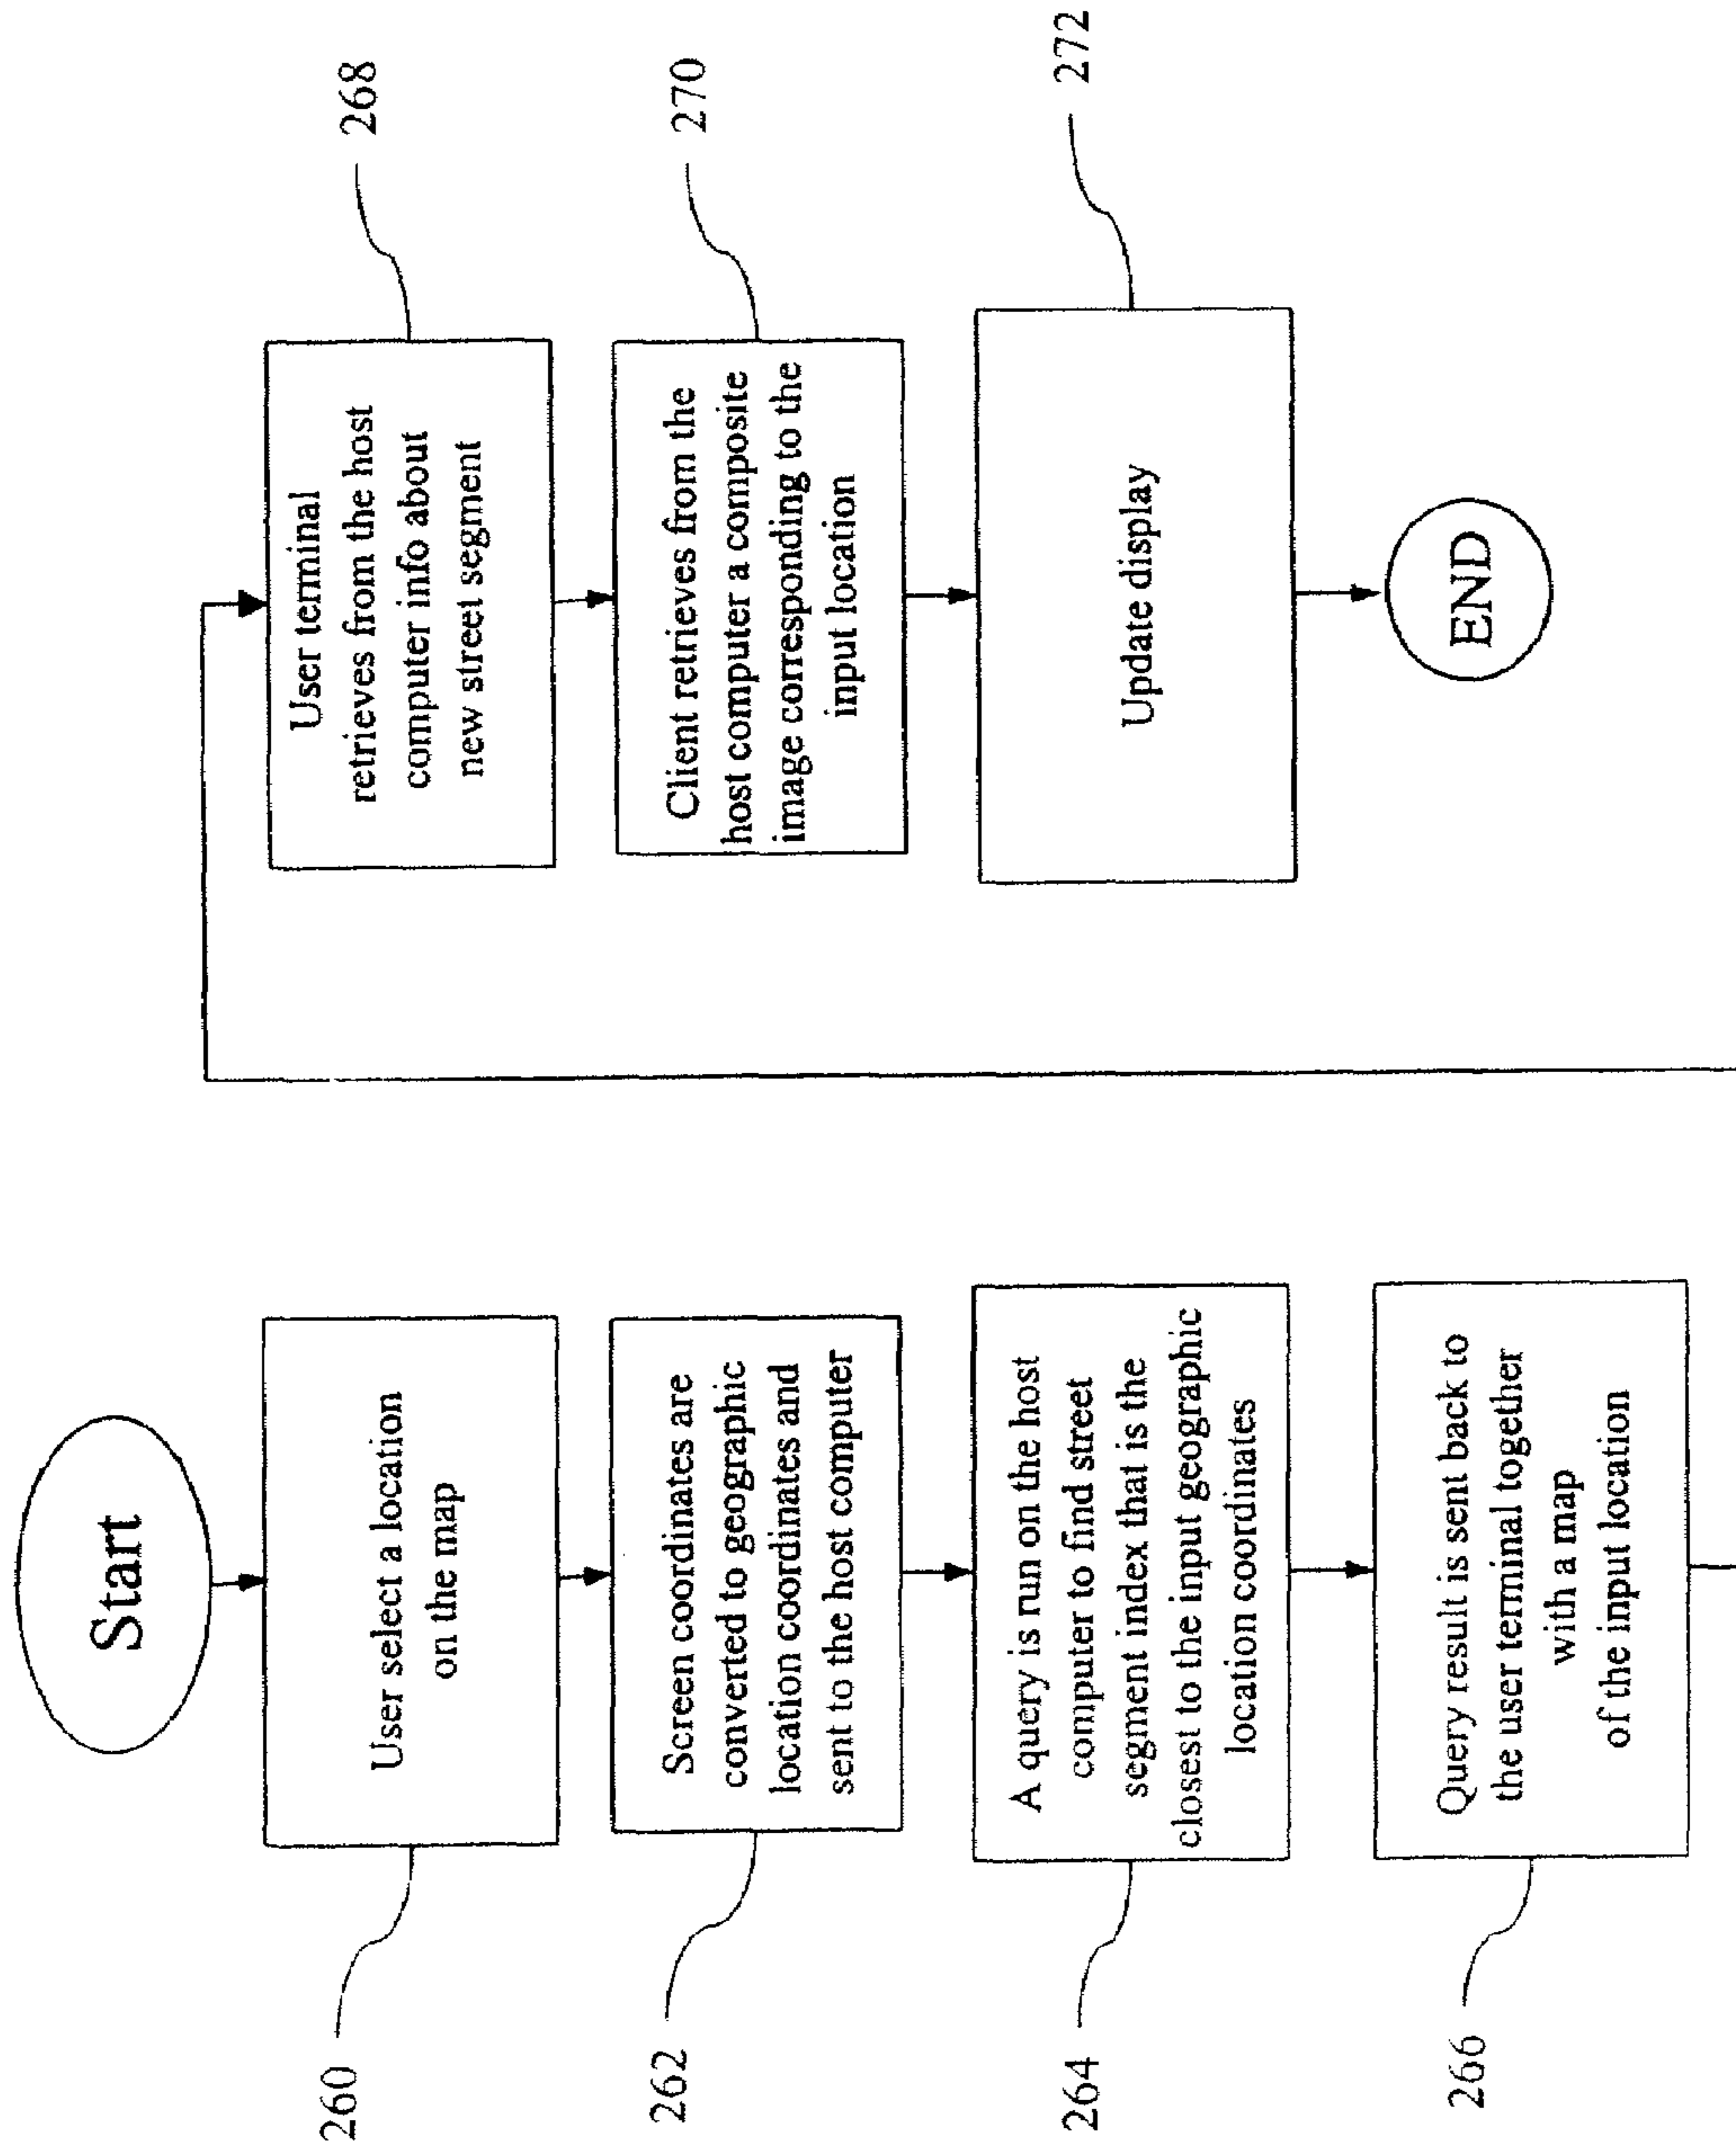 Start
260
User select a location
on the map
262
Screen coordinates are
converted to geographic
location coordinates and
sent to the host computer
264
A query is run on the host
computer to find street
segment index that is the
closest to the input geographic
location coordinates
266
Query result is sent back to
the user terminal together
with a map
of the input location
268
User terminal
retrieves from the host
computer info about
new street segment
270
Client retrieves from the
host computer a composite
image corresponding to the
input location
272
Update display
END